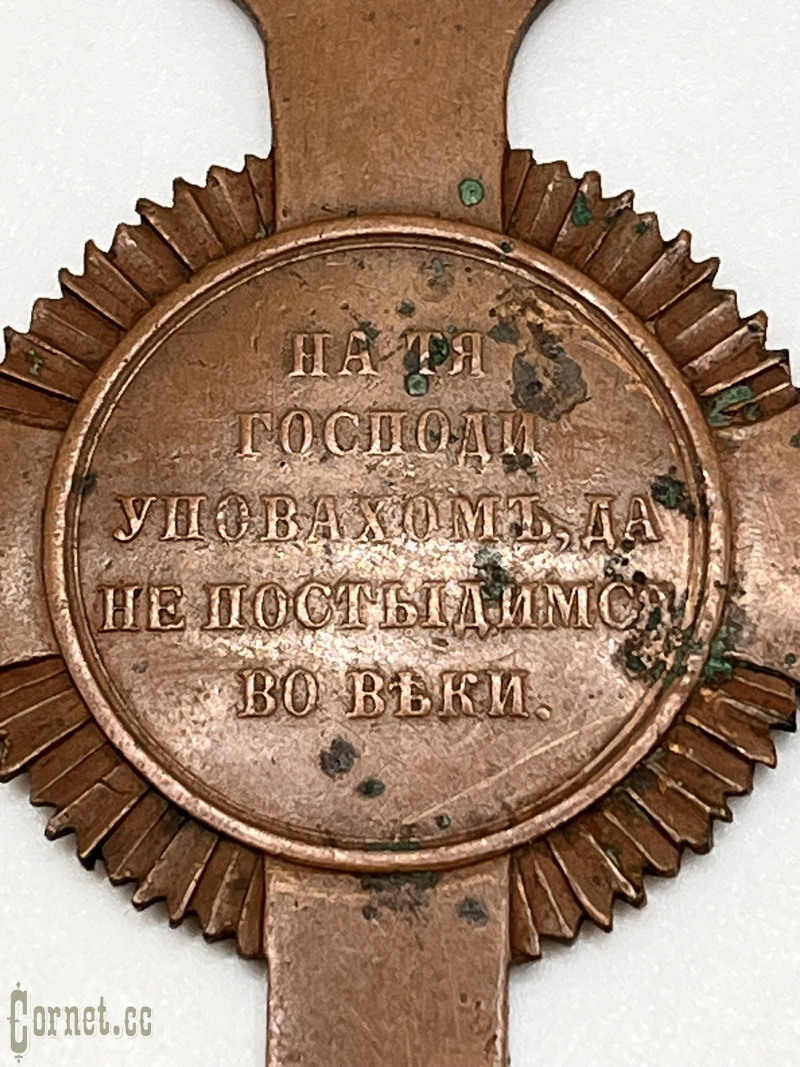 НА ТЯ
ГОСПОДИ
УПОВАХОМЪ, ДА
НЕ ПОСТЫДИМСЯ
ВО ВѢКИ.
Cornet.cc